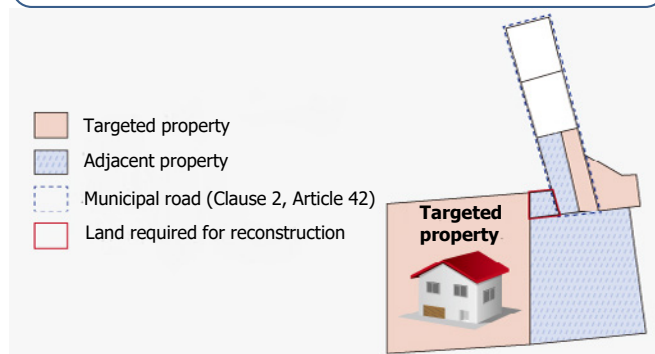 Targeted property
Adjacent property
Municipal road (Clause 2, Article 42)
Land required for reconstruction
Targeted
property